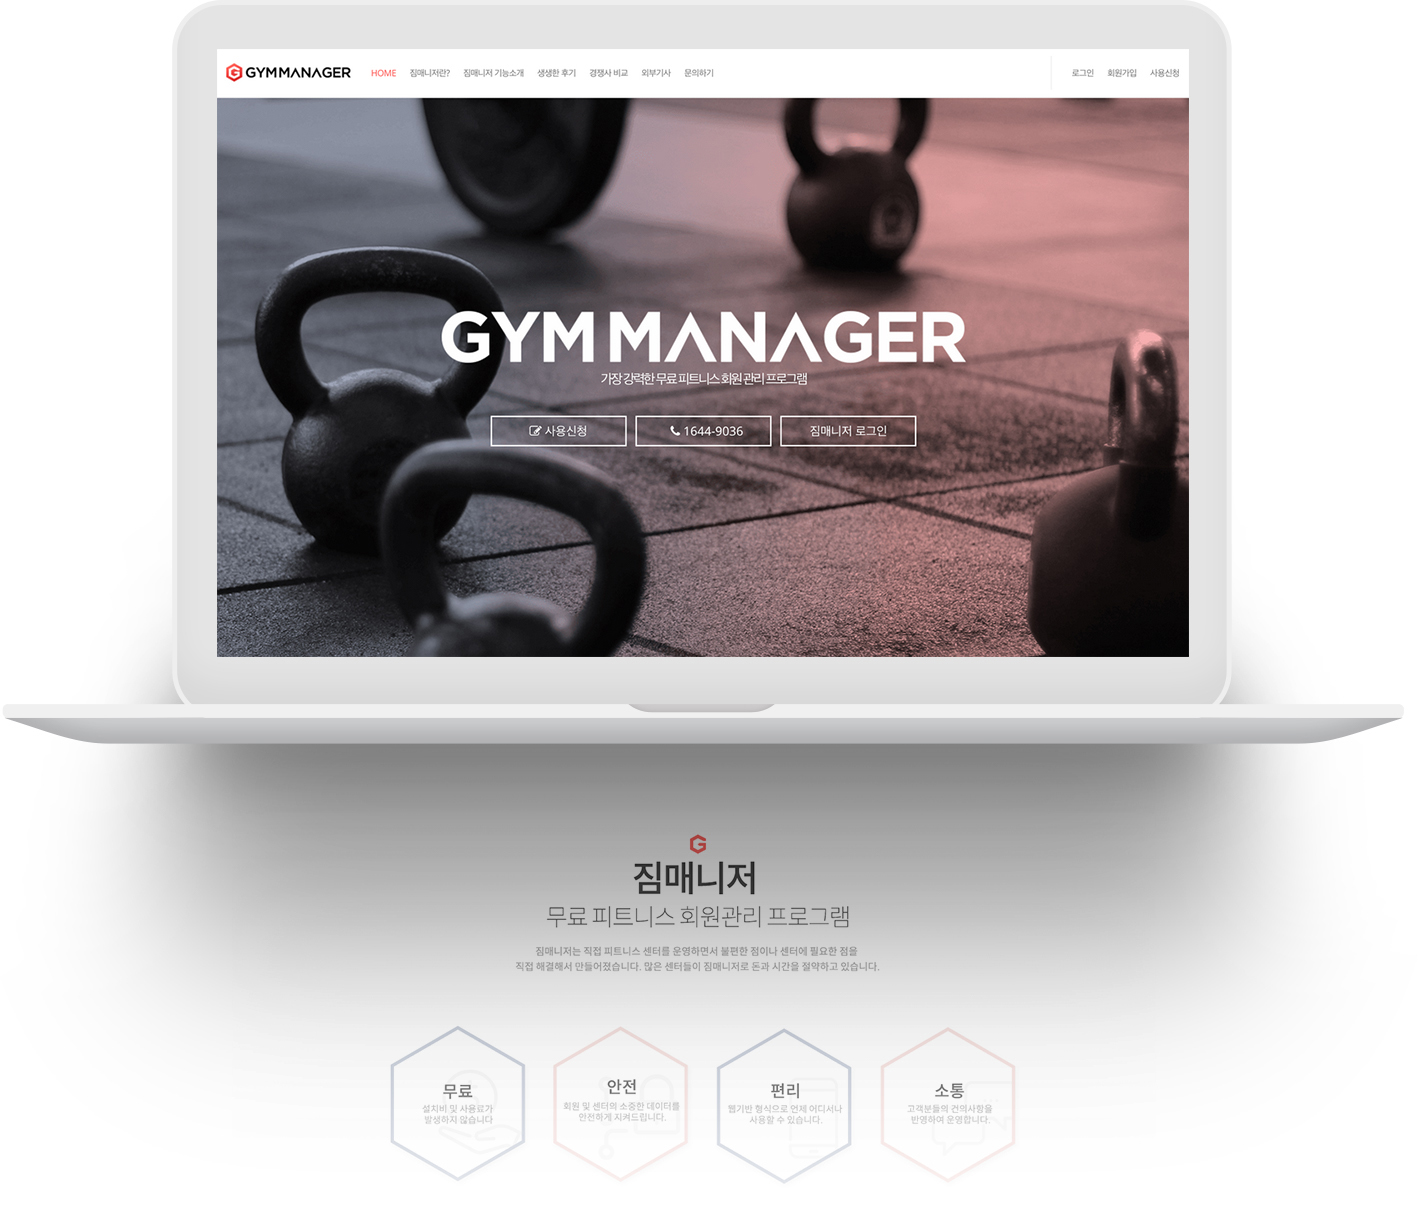 GYMMANAGER HOME 짐매니저란? 짐매니저 기능소개 생생한 후기 경쟁사 비교 외부기사 문의하기 로그인 회원가입 사용신청
GYM MANAGER
가장 강력한 무료 피트니스 회원 관리 프로그램
사용신청 1644-9036 짐매니저 로그인
G
짐매니저
무료 피트니스 회원관리 프로그램
짐매니저는 직접 피트니스 센터를 운영하면서 불편한 점이나 센터에 필요한 점을
직접 해결해서 만들어졌습니다. 많은 센터들이 짐매니저로 돈과 시간을 절약하고 있습니다.
무료
설치비 및 사용료가
발생하지 않습니다
안전
회원 및 센터의 소중한 데이터를
안전하게 지켜드립니다.
편리
웹기반 형식으로 언제 어디서나
사용할 수 있습니다.
소통
고객분들의 건의사항을
반영하여 운영합니다.